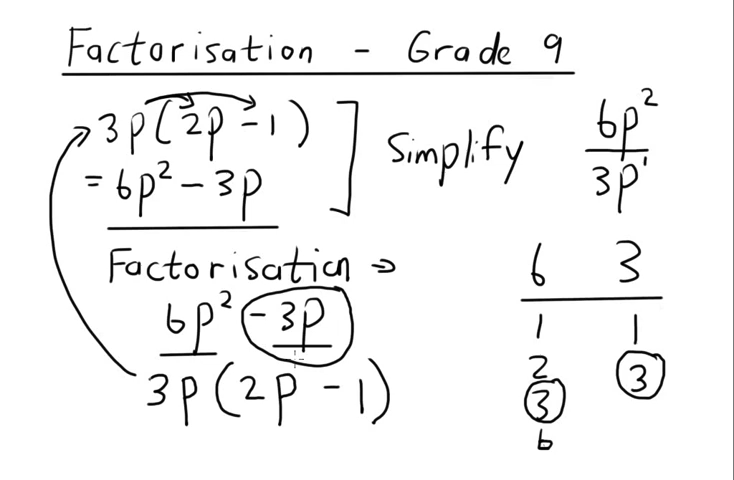 Factorisation - Grade 9
3p(2p-1)
= 6p² - 3p
Simplify
6p²
3p¹
Factorisation →
6p² - 3p
3p(2p - 1)
6 3
1 1
2
3 3
6